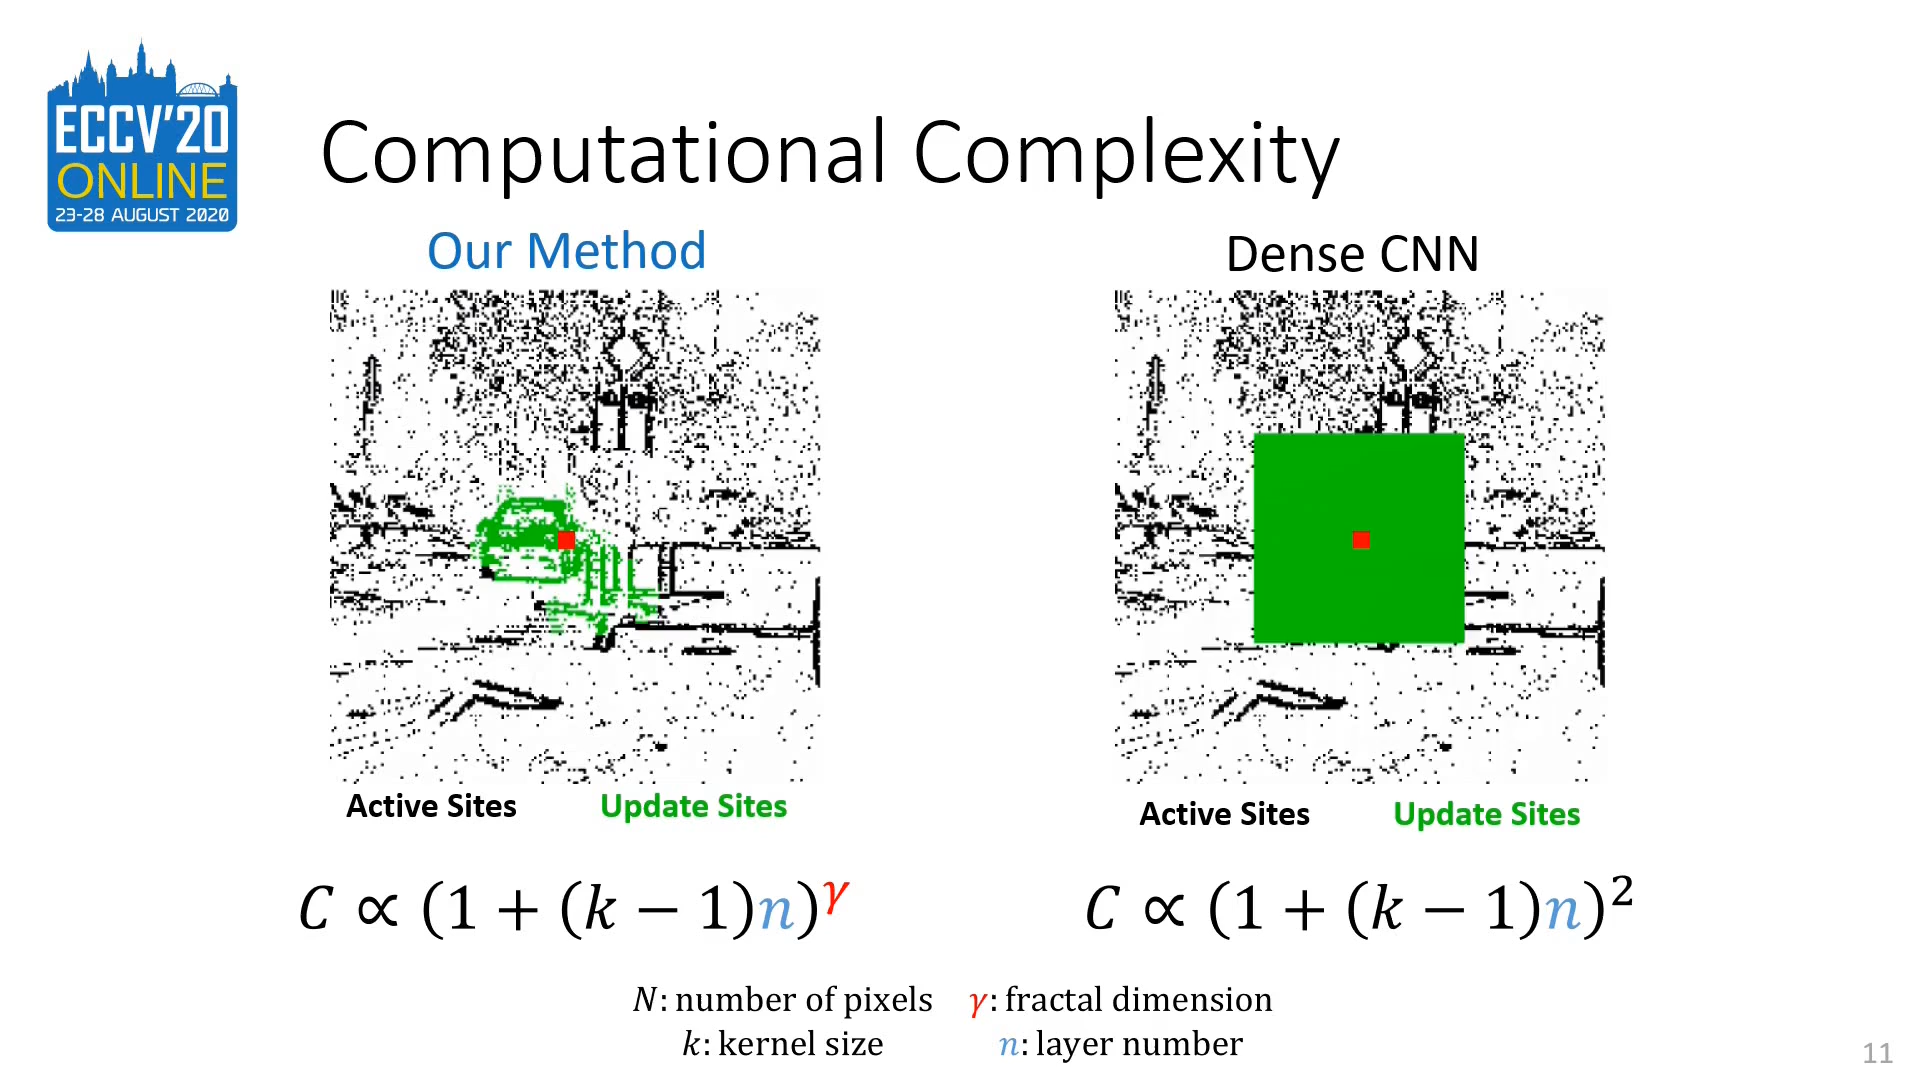 ECCV'20
ONLINE
23-28 AUGUST 2020
Computational Complexity
Our Method
Dense CNN
Active Sites
Update Sites
Active Sites
Update Sites
C ∝ (1 + (k − 1)n)^γ
C ∝ (1 + (k − 1)n)^2
N: number of pixels γ: fractal dimension
k: kernel size n: layer number
11